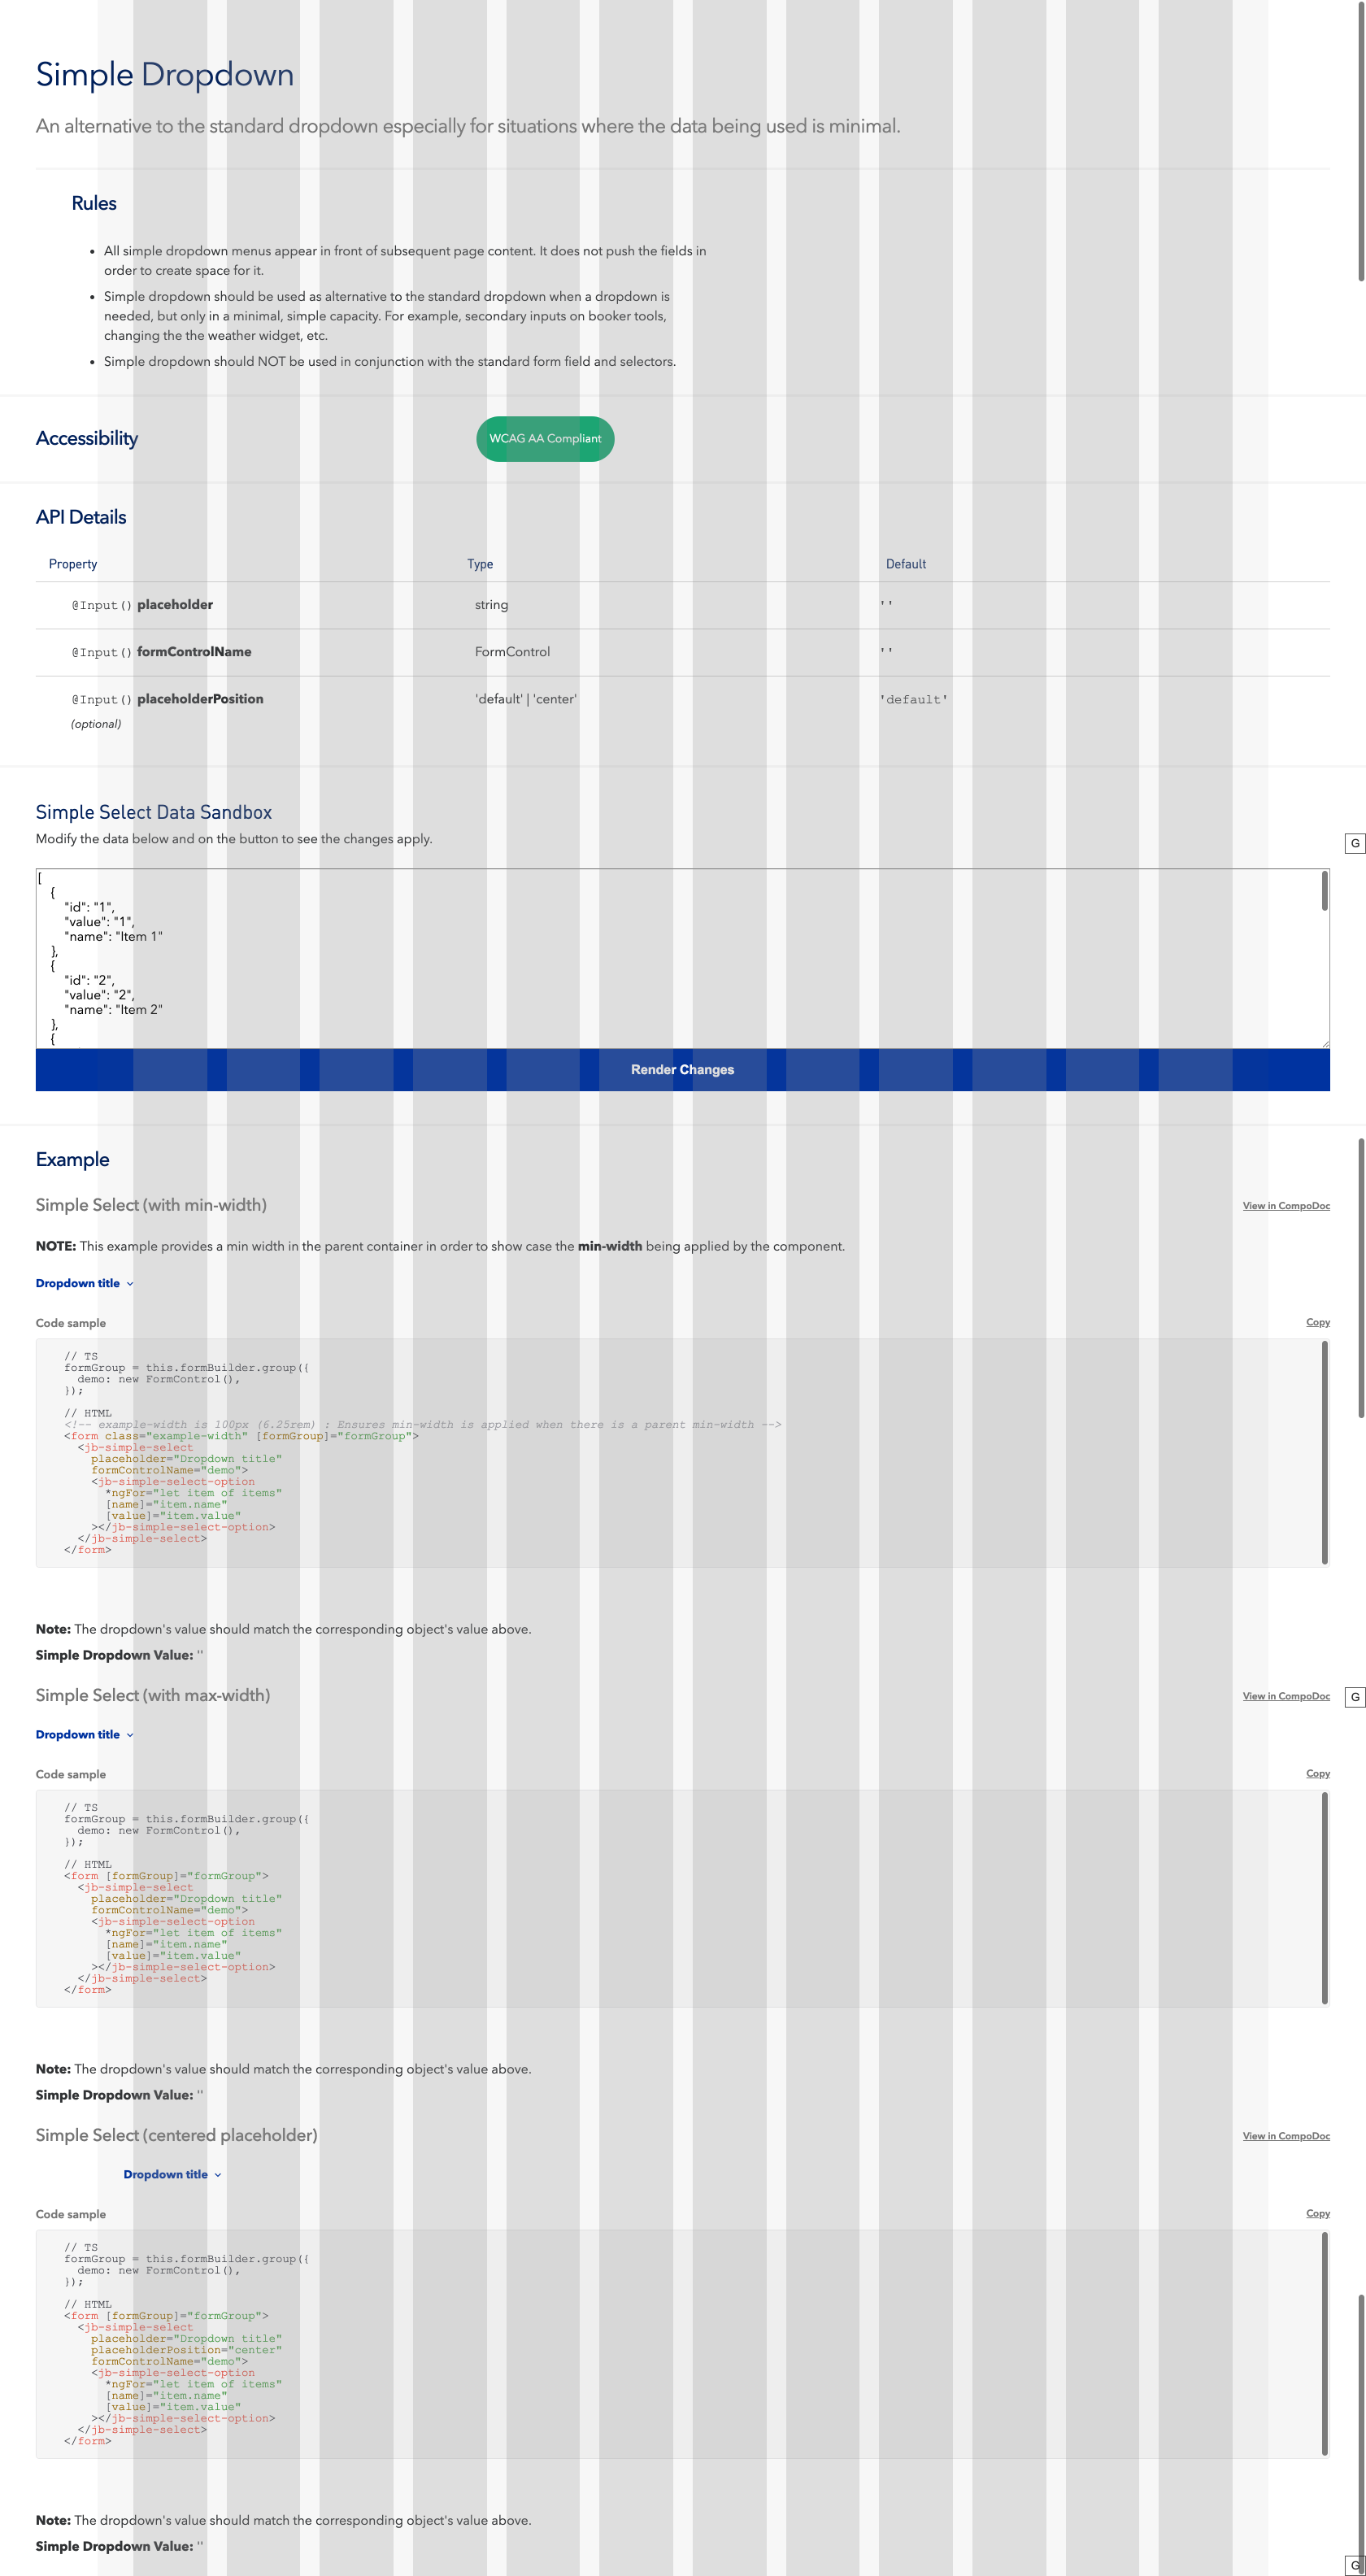 Simple Dropdown
An alternative to the standard dropdown especially for situations where the data being used is minimal.
Rules
• All simple dropdown menus appear in front of subsequent page content. It does not push the fields in
order to create space for it.
• Simple dropdown should be used as alternative to the standard dropdown when a dropdown is
needed, but only in a minimal, simple capacity. For example, secondary inputs on booker tools,
changing the the weather widget, etc.
• Simple dropdown should NOT be used in conjunction with the standard form field and selectors.
Accessibility WCAG AA Compliant
API Details
Property Type Default
@Input() placeholder string ''
@Input() formControlName FormControl ''
@Input() placeholderPosition 'default' | 'center' 'default'
(optional)
Simple Select Data Sandbox
Modify the data below and on the button to see the changes apply.
G
[
{
"id": "1",
"value": "1",
"name": "Item 1"
},
{
"id": "2",
"value": "2",
"name": "Item 2"
},
{
Render Changes
Example
Simple Select (with min-width) View in CompoDoc
NOTE: This example provides a min width in the parent container in order to show case the min-width being applied by the component.
Dropdown title
Code sample Copy
// TS
formGroup = this.formBuilder.group({
demo: new FormControl(),
});
// HTML
<!-- example-width is 100px (6.25rem) : Ensures min-width is applied when there is a parent min-width -->
<form class="example-width" [formGroup]="formGroup">
<jb-simple-select
placeholder="Dropdown title"
formControlName="demo">
<jb-simple-select-option
*ngFor="let item of items"
[name]="item.name"
[value]="item.value"
></jb-simple-select-option>
</jb-simple-select>
</form>
Note: The dropdown's value should match the corresponding object's value above.
Simple Dropdown Value: ''
Simple Select (with max-width) View in CompoDoc G
Dropdown title
Code sample Copy
// TS
formGroup = this.formBuilder.group({
demo: new FormControl(),
});
// HTML
<form [formGroup]="formGroup">
<jb-simple-select
placeholder="Dropdown title"
formControlName="demo">
<jb-simple-select-option
*ngFor="let item of items"
[name]="item.name"
[value]="item.value"
></jb-simple-select-option>
</jb-simple-select>
</form>
Note: The dropdown's value should match the corresponding object's value above.
Simple Dropdown Value: ''
Simple Select (centered placeholder) View in CompoDoc
Dropdown title
Code sample Copy
// TS
formGroup = this.formBuilder.group({
demo: new FormControl(),
});
// HTML
<form [formGroup]="formGroup">
<jb-simple-select
placeholder="Dropdown title"
placeholderPosition="center"
formControlName="demo">
<jb-simple-select-option
*ngFor="let item of items"
[name]="item.name"
[value]="item.value"
></jb-simple-select-option>
</jb-simple-select>
</form>
Note: The dropdown's value should match the corresponding object's value above.
Simple Dropdown Value: ''
G